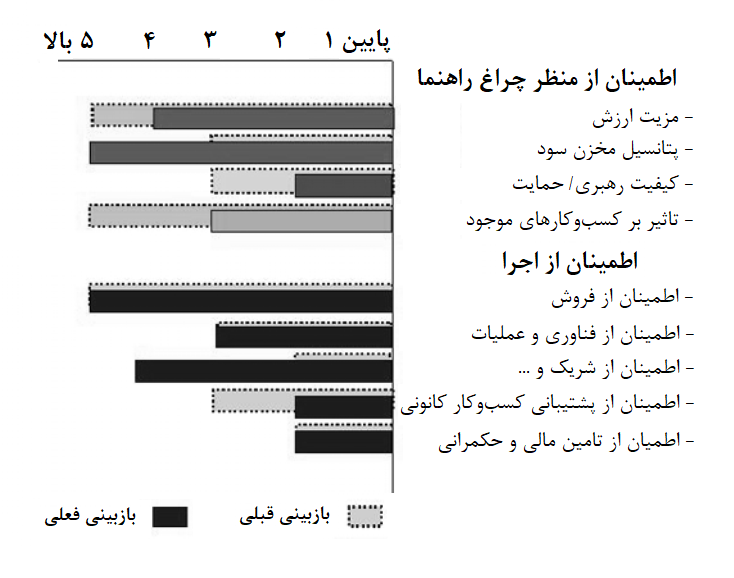 پایین ۱ ۲ ۳ ۴ ۵ بالا
اطمینان از منظر چراغ راهنما
- مزیت ارزش
- پتانسیل مخزن سود
- کیفیت رهبری/ حمایت
- تاثیر بر کسب‌وکارهای موجود
اطمینان از اجرا
- اطمینان از فروش
- اطمینان از فناوری و عملیات
- اطمینان از شریک و ...
- اطمینان از پشتیبانی کسب‌وکار کانونی
- اطمیان از تامین مالی و حکمرانی
بازبینی قبلی
بازبینی فعلی